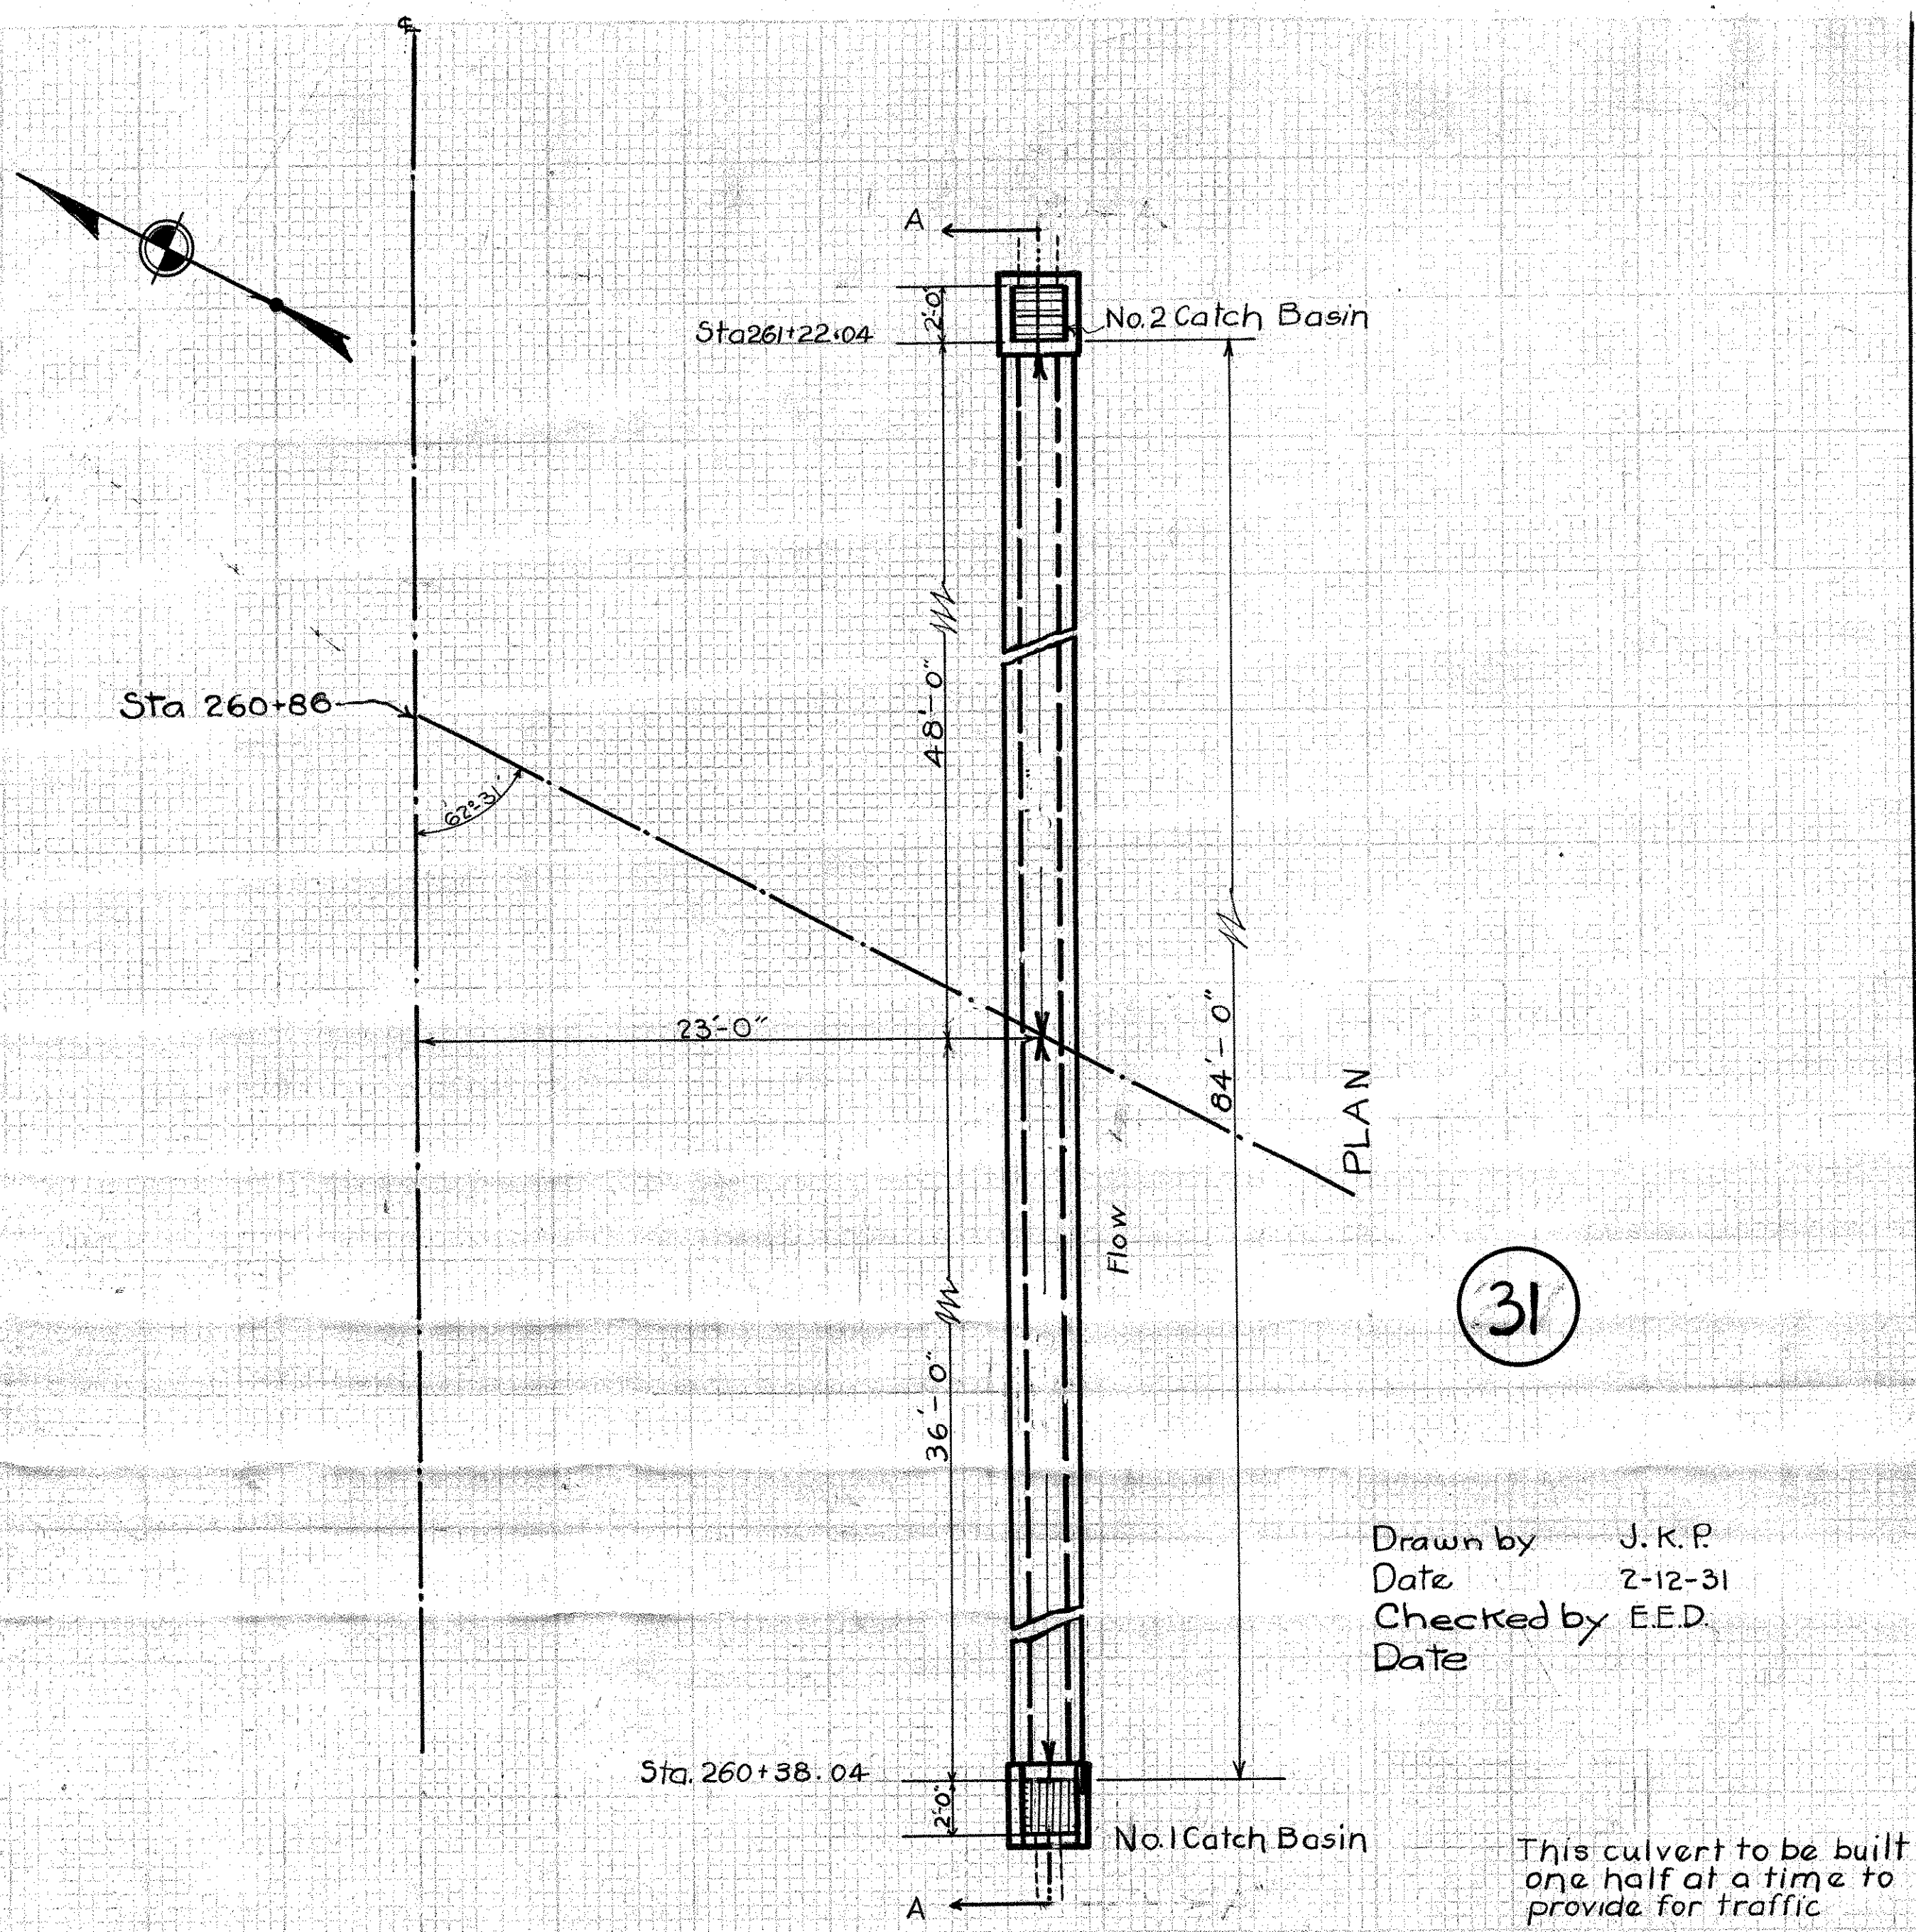 ℄
A
2'-0"
Sta 261+22.04
No. 2 Catch Basin
Sta 260+86
62°-31'
48'-0"
23'-0"
84'-0"
PLAN
Flow
31
36'-0"
Drawn by J. K. P.
Date 2-12-31
Checked by E.E.D.
Date
Sta. 260+38.04
2'-0"
No. 1 Catch Basin
A
This culvert to be built
one half at a time to
provide for traffic